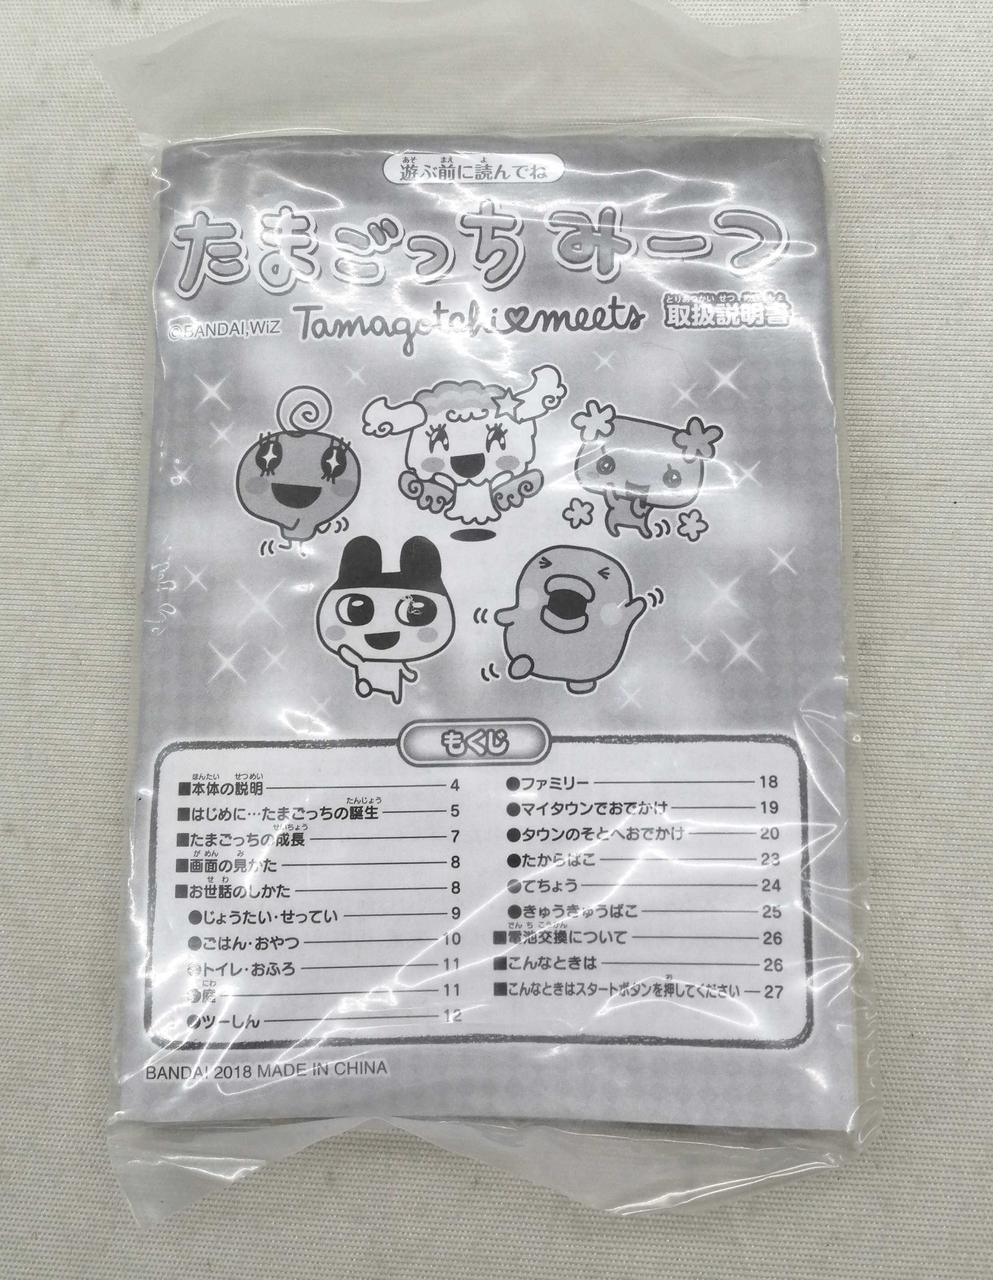 遊ぶ前に読んでね
たまごっち みーつ
©BANDAI,WiZ Tamagotchi meets 取扱説明書
もくじ
■本体の説明 4
■はじめに…たまごっちの誕生 5
■たまごっちの成長 7
■画面の見かた 8
■お世話のしかた 8
●じょうたい・せってい 9
●ごはん・おやつ 10
●トイレ・おふろ 11
●庭 11
●ツーしん 12
●ファミリー 18
●マイタウンでおでかけ 19
●タウンのそとへおでかけ 20
●たからばこ 23
●てちょう 24
●きゅうきゅうばこ 25
■電池交換について 26
■こんなときは 26
■こんなときはスタートボタンを押してください 27
BANDAI 2018 MADE IN CHINA